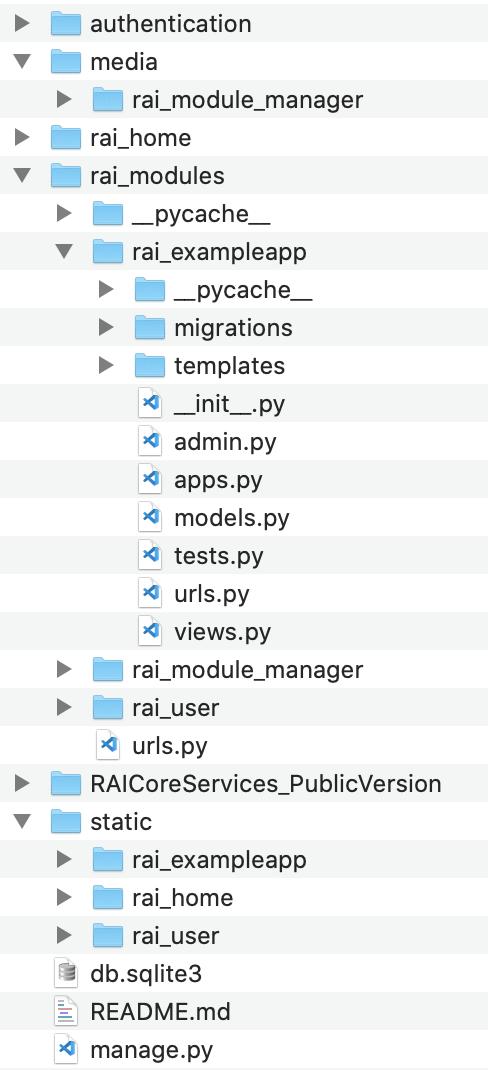 authentication
media
rai_module_manager
rai_home
rai_modules
__pycache__
rai_exampleapp
__pycache__
migrations
templates
__init__.py
admin.py
apps.py
models.py
tests.py
urls.py
views.py
rai_module_manager
rai_user
urls.py
RAICoreServices_PublicVersion
static
rai_exampleapp
rai_home
rai_user
db.sqlite3
README.md
manage.py